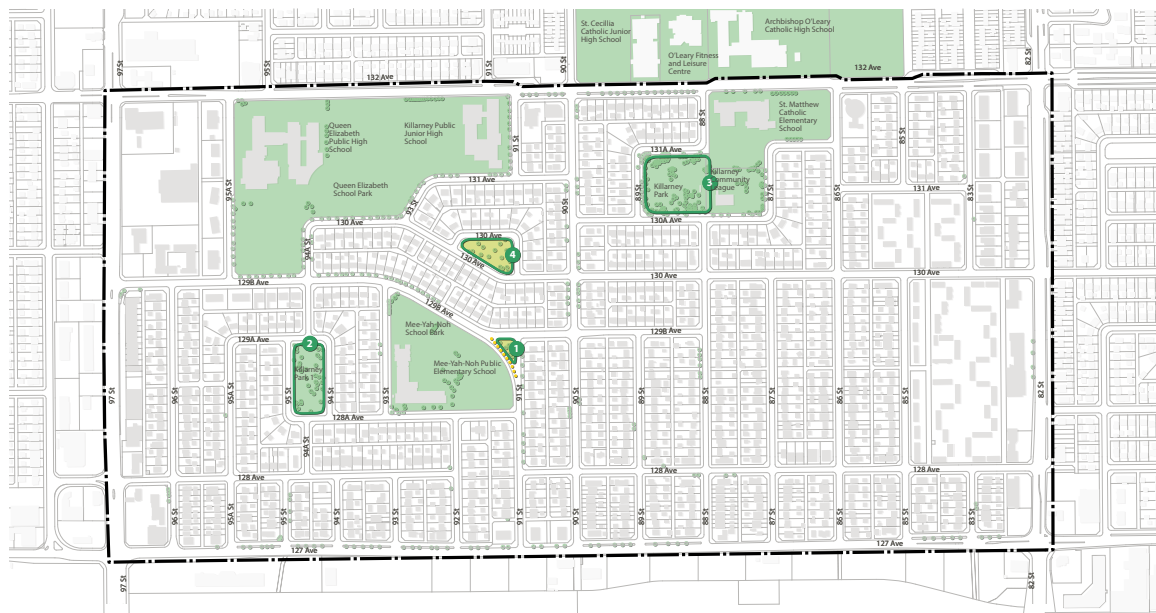 St. Cecillia
Catholic Junior
High School
Archbishop O'Leary
Catholic High School
O'Leary Fitness
and Leisure
Centre
97 St
95 St
91 St
90 St
82 St
132 Ave
132 Ave
Queen
Elizabeth
Public High
School
Killarney Public
Junior High
School
91 St
88 St
St. Matthew
Catholic
Elementary
School
85 St
131A Ave
Queen Elizabeth
School Park
95A St
131 Ave
93 St
90 St
89 St
Killarney
Park
3
Killarney
Community
League
87 St
86 St
131 Ave
83 St
130 Ave
94A St
130 Ave
130 Ave
4
130A Ave
129B Ave
130 Ave
130 Ave
129B Ave
129B Ave
Mee-Yah-Noh
School Park
129A Ave
2
1
Killarney
Park 1
Mee-Yah-Noh Public
Elementary School
97 St
96 St
95A St
95 St
94 St
93 St
91 St
90 St
89 St
88 St
87 St
86 St
85 St
82 St
128A Ave
94A St
128 Ave
128 Ave
128 Ave
96 St
95A St
95 St
94 St
93 St
92 St
91 St
90 St
89 St
88 St
87 St
86 St
85 St
83 St
127 Ave
127 Ave
97 St
82 St